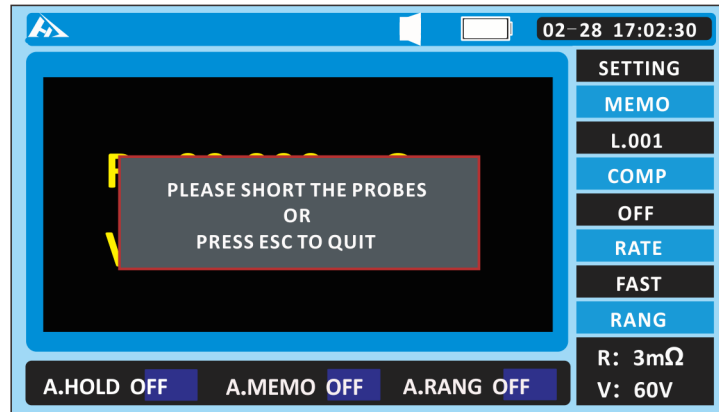 02-28 17:02:30
SETTING
MEMO
L.001
COMP
OFF
RATE
FAST
RANG
R: 3mΩ
V: 60V
PLEASE SHORT THE PROBES
OR
PRESS ESC TO QUIT
A.HOLD OFF A.MEMO OFF A.RANG OFF